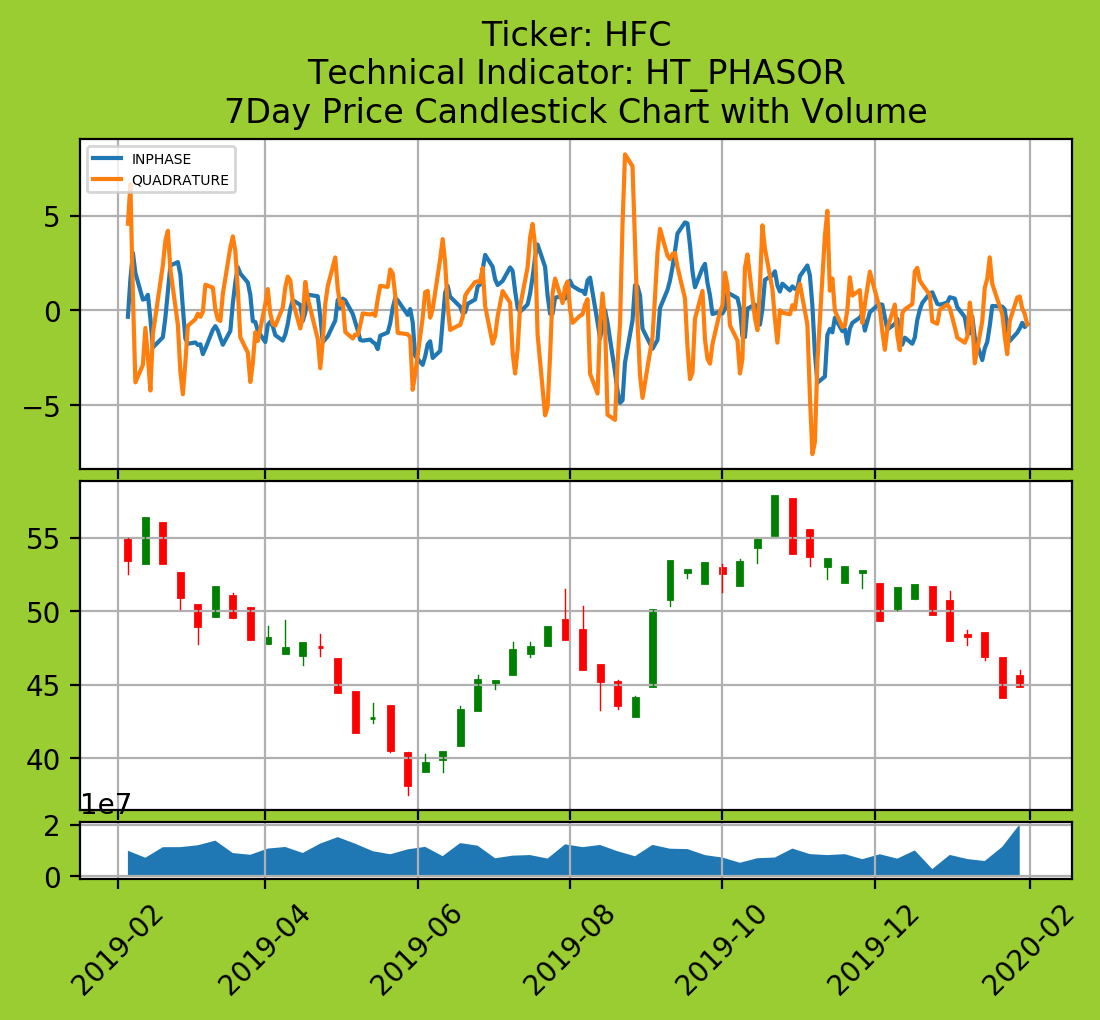 Ticker: HFC
Technical Indicator: HT_PHASOR
7Day Price Candlestick Chart with Volume
INPHASE
QUADRATURE
5
0
−5
55
50
45
40
1e7
2
0
2019-02
2019-04
2019-06
2019-08
2019-10
2019-12
2020-02